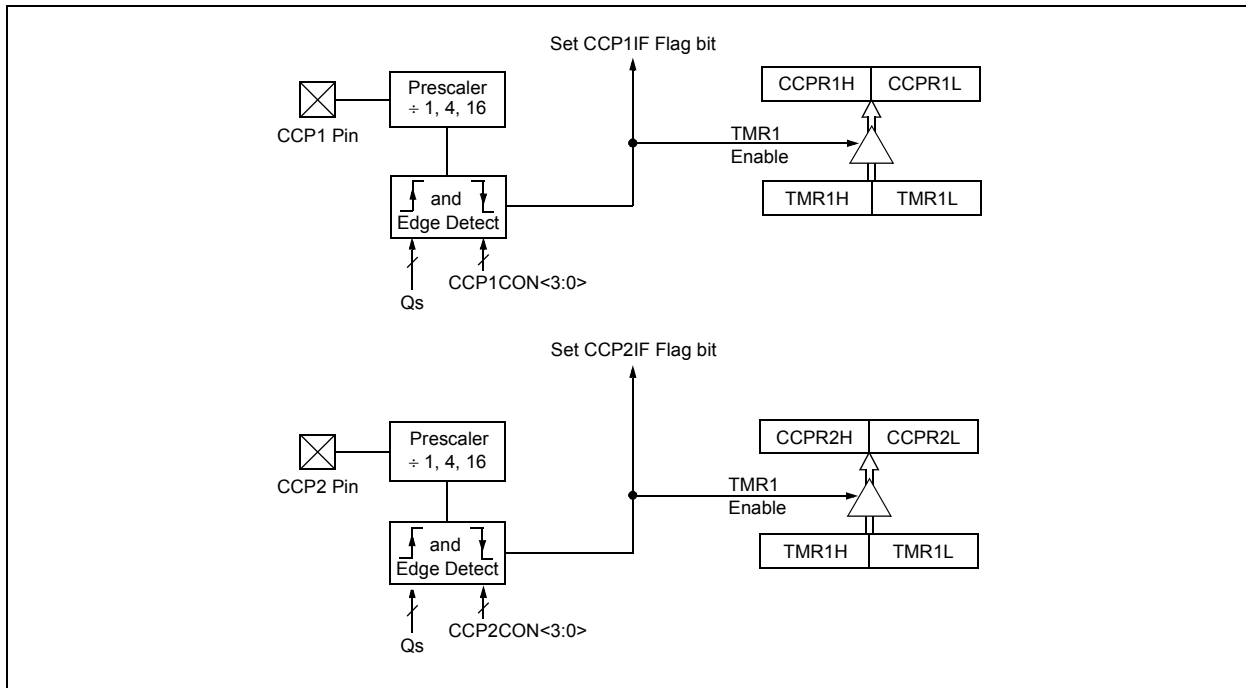 Set CCP1IF Flag bit
Prescaler
÷ 1, 4, 16
CCP1 Pin
CCPR1H CCPR1L
TMR1
Enable
and
Edge Detect
TMR1H TMR1L
CCP1CON<3:0>
Qs
Set CCP2IF Flag bit
Prescaler
÷ 1, 4, 16
CCP2 Pin
CCPR2H CCPR2L
TMR1
Enable
and
Edge Detect
TMR1H TMR1L
CCP2CON<3:0>
Qs